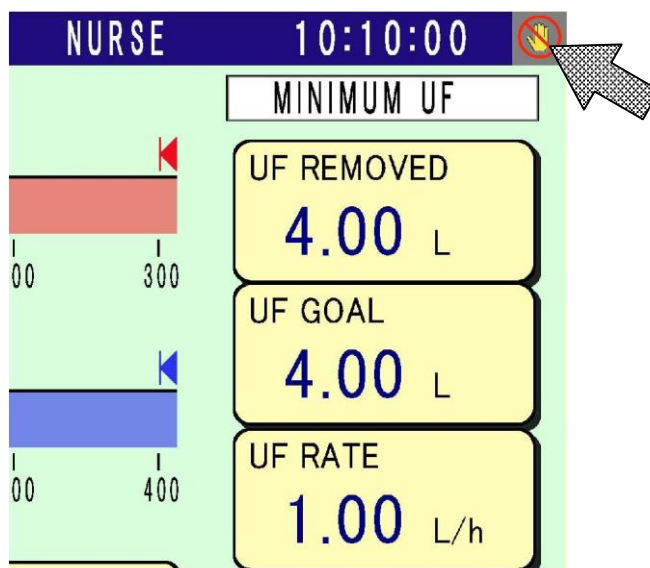 NURSE 10:10:00
MINIMUM UF
UF REMOVED
4.00 L
00 300
UF GOAL
4.00 L
00 400
UF RATE
1.00 L/h